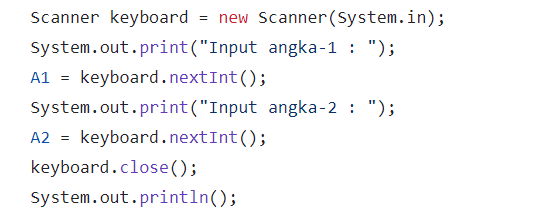 Scanner keyboard = new Scanner(System.in);
System.out.print("Input angka-1 : ");
A1 = keyboard.nextInt();
System.out.print("Input angka-2 : ");
A2 = keyboard.nextInt();
keyboard.close();
System.out.println();